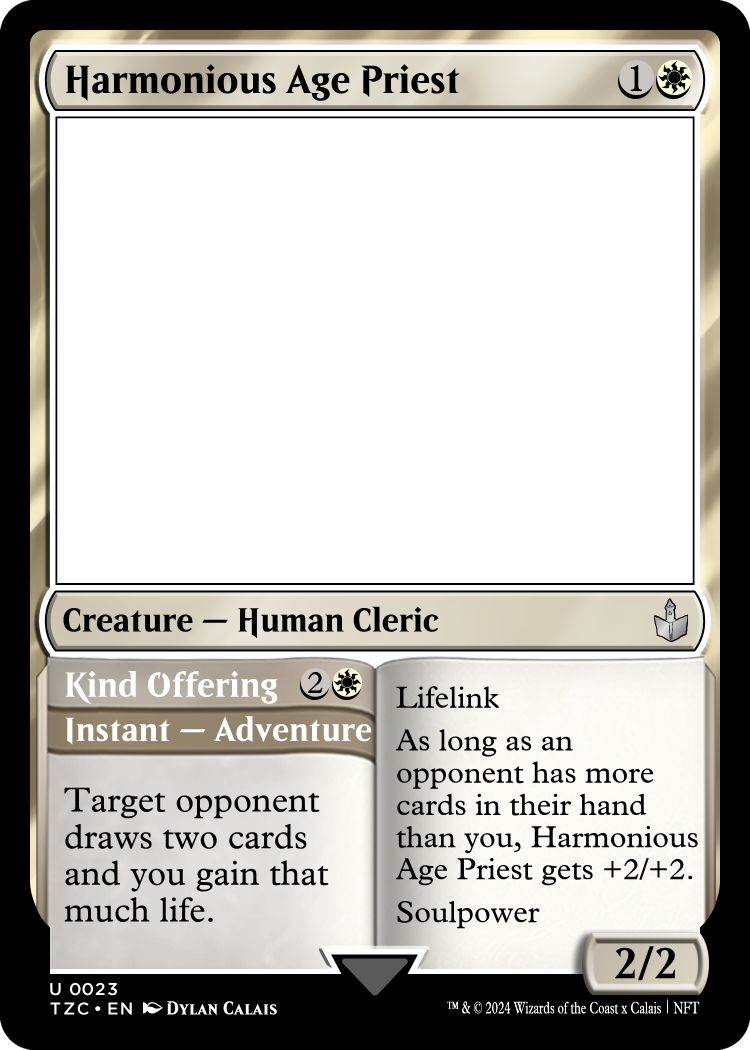 Harmonious Age Priest 1
Creature — Human Cleric
Kind Offering 2
Instant — Adventure
Target opponent
draws two cards
and you gain that
much life.
Lifelink
As long as an
opponent has more
cards in their hand
than you, Harmonious
Age Priest gets +2/+2.
Soulpower
2/2
U 0023
TZC • EN Dylan Calais
™ & © 2024 Wizards of the Coast x Calais | NFT